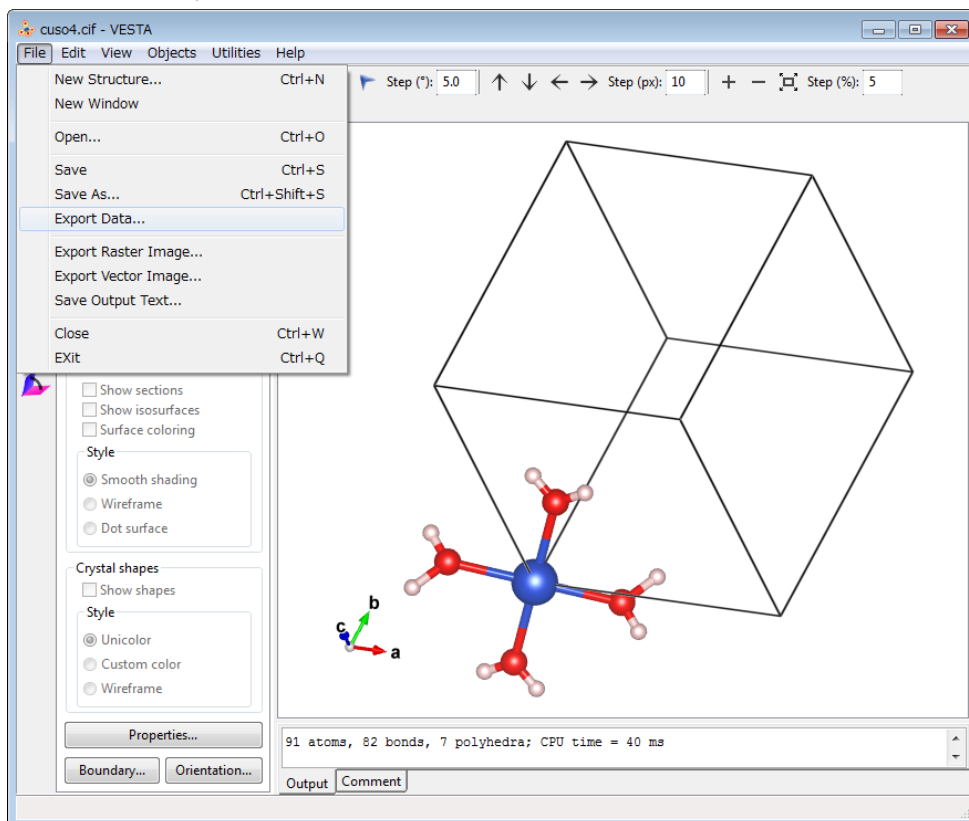 cuso4.cif - VESTA
File Edit View Objects Utilities Help
New Structure... Ctrl+N
New Window
Open... Ctrl+O
Save Ctrl+S
Save As... Ctrl+Shift+S
Export Data...
Export Raster Image...
Export Vector Image...
Save Output Text...
Close Ctrl+W
EXit Ctrl+Q
Step (°): 5.0 Step (px): 10 Step (%): 5
Show sections
Show isosurfaces
Surface coloring
Style
Smooth shading
Wireframe
Dot surface
Crystal shapes
Show shapes
Style
Unicolor
Custom color
Wireframe
Properties...
Boundary... Orientation...
b
c
a
91 atoms, 82 bonds, 7 polyhedra; CPU time = 40 ms
Output Comment